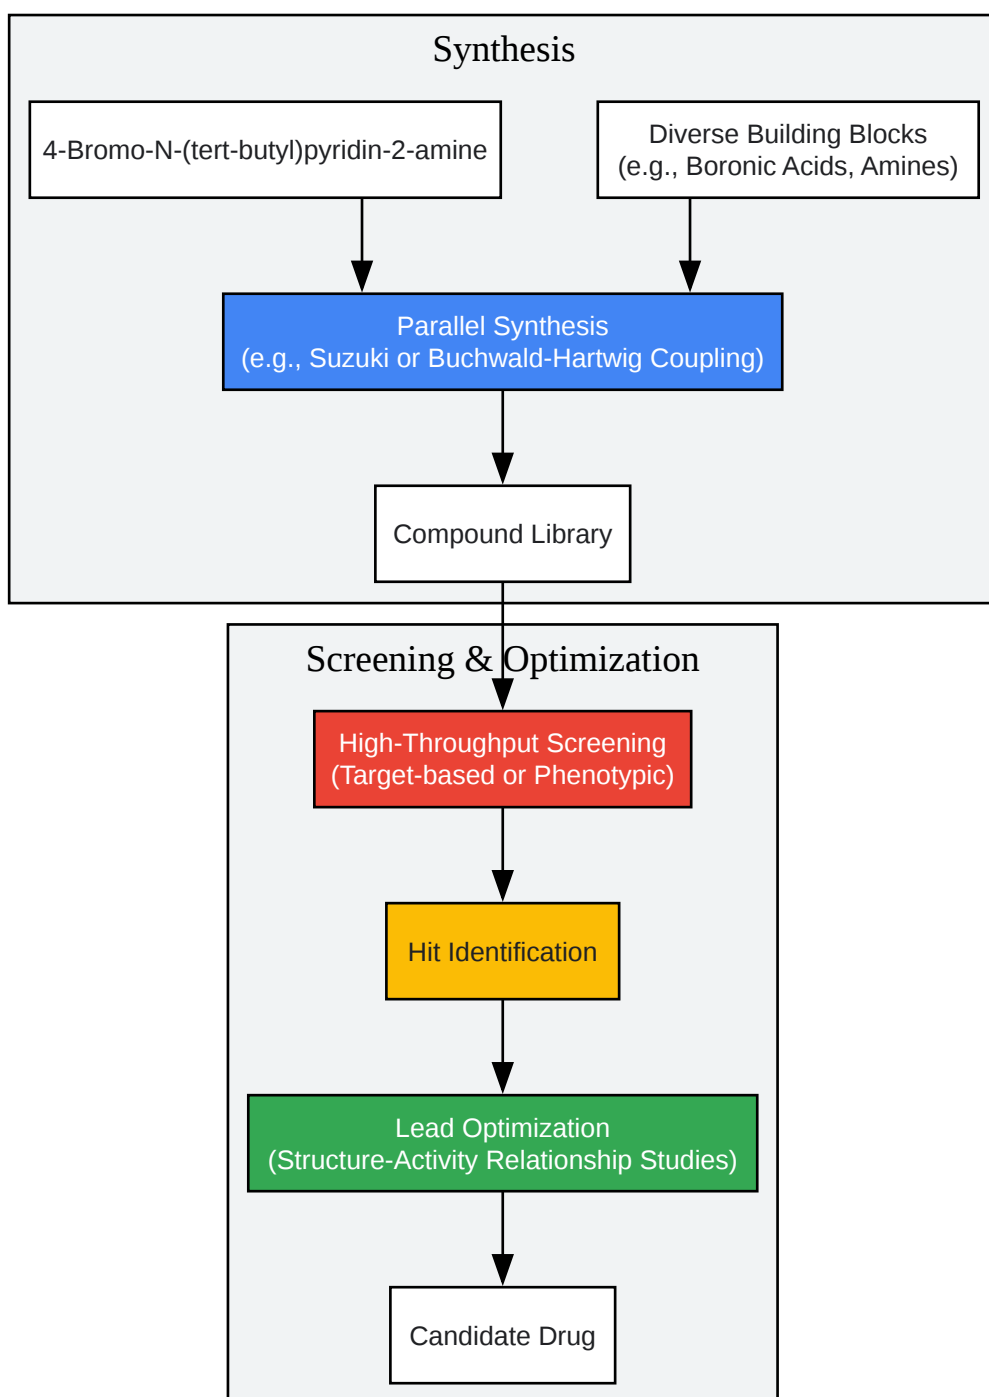 Synthesis
4-Bromo-N-(tert-butyl)pyridin-2-amine
Diverse Building Blocks
(e.g., Boronic Acids, Amines)
Parallel Synthesis
(e.g., Suzuki or Buchwald-Hartwig Coupling)
Compound Library
Screening & Optimization
High-Throughput Screening
(Target-based or Phenotypic)
Hit Identification
Lead Optimization
(Structure-Activity Relationship Studies)
Candidate Drug